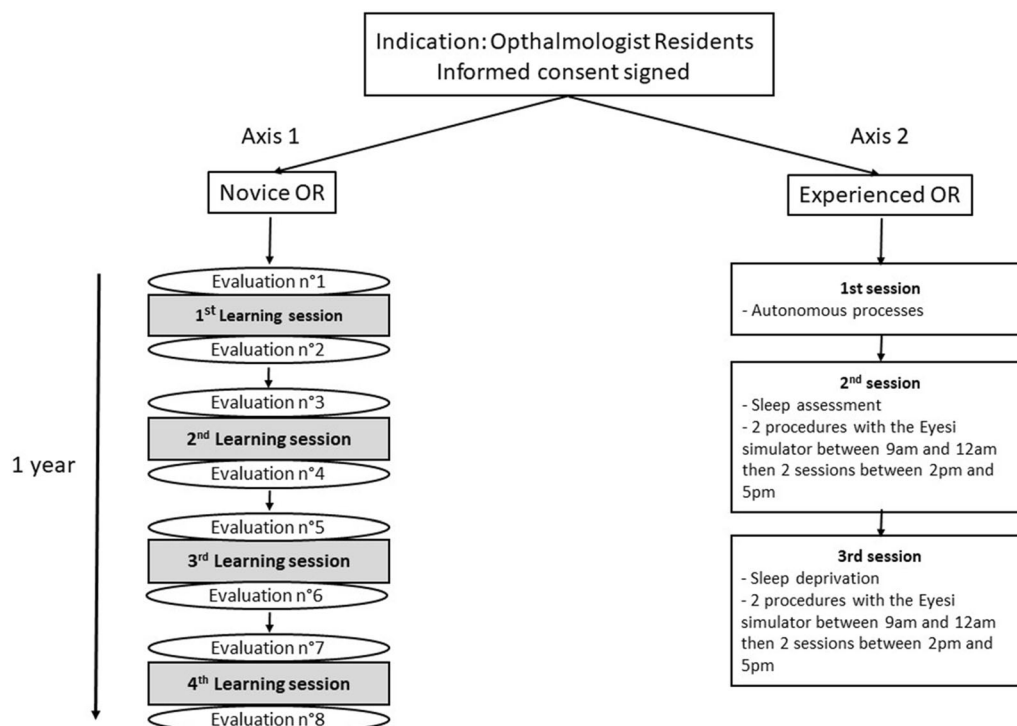 Indication: Opthalmologist Residents
Informed consent signed
Axis 1
Axis 2
Novice OR
Experienced OR
1 year
Evaluation n°1
1st Learning session
Evaluation n°2
Evaluation n°3
2nd Learning session
Evaluation n°4
Evaluation n°5
3rd Learning session
Evaluation n°6
Evaluation n°7
4th Learning session
Evaluation n°8
1st session
- Autonomous processes
2nd session
- Sleep assessment
- 2 procedures with the Eyesi
simulator between 9am and 12am
then 2 sessions between 2pm and
5pm
3rd session
- Sleep deprivation
- 2 procedures with the Eyesi
simulator between 9am and 12am
then 2 sessions between 2pm and
5pm